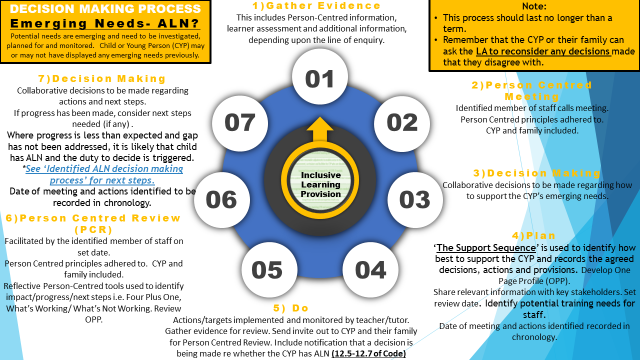 DECISION MAKING PROCESS
Emerging Needs- ALN?
Potential needs are emerging and need to be investigated,
planned for and monitored.  Child or Young Person (CYP) may
or may not have displayed any emerging needs previously.
1)Gather Evidence
This includes Person-Centred information,
learner assessment and additional information,
depending upon the line of enquiry.
Note:
• This process should last no longer than a
term.
• Remember that the CYP or their family can
ask the LA to reconsider any decisions made
that they disagree with.
2)Person Centred
Meeting
Identified member of staff calls meeting.
Person Centred principles adhered to.
CYP and family included.
3)Decision Making
Collaborative decisions to be made regarding how
to support the CYP's emerging needs.
4)Plan
'The Support Sequence' is used to identify how
best to support the CYP and records the agreed
decisions, actions and provisions. Develop One
Page Profile (OPP).
Share relevant information with key stakeholders. Set
review date. Identify potential training needs for
staff.
Date of meeting and actions identified recorded in
chronology.
5) Do
Actions/targets implemented and monitored by teacher/tutor.
Gather evidence for review. Send invite out to CYP and their family
for Person Centred Review. Include notification that a decision is
being made re whether the CYP has ALN (12.5-12.7 of Code)
6)Person Centred Review
(PCR)
Facilitated by the identified member of staff on
set date.
Person Centred principles adhered to.  CYP and
family included.
Reflective Person-Centred tools used to identify
impact/progress/next steps i.e. Four Plus One,
What's Working/ What's Not Working. Review
OPP.
7)Decision Making
Collaborative decisions to be made regarding
actions and next steps.
If progress has been made, consider next steps
needed (if any) .
Where progress is less than expected and gap
has not been addressed, it is likely that child
has ALN and the duty to decide is triggered.
*See 'Identified ALN decision making
process' for next steps.
Date of meeting and actions identified to be
recorded in chronology.
01
02
03
04
05
06
07
Inclusive
Learning
Provision